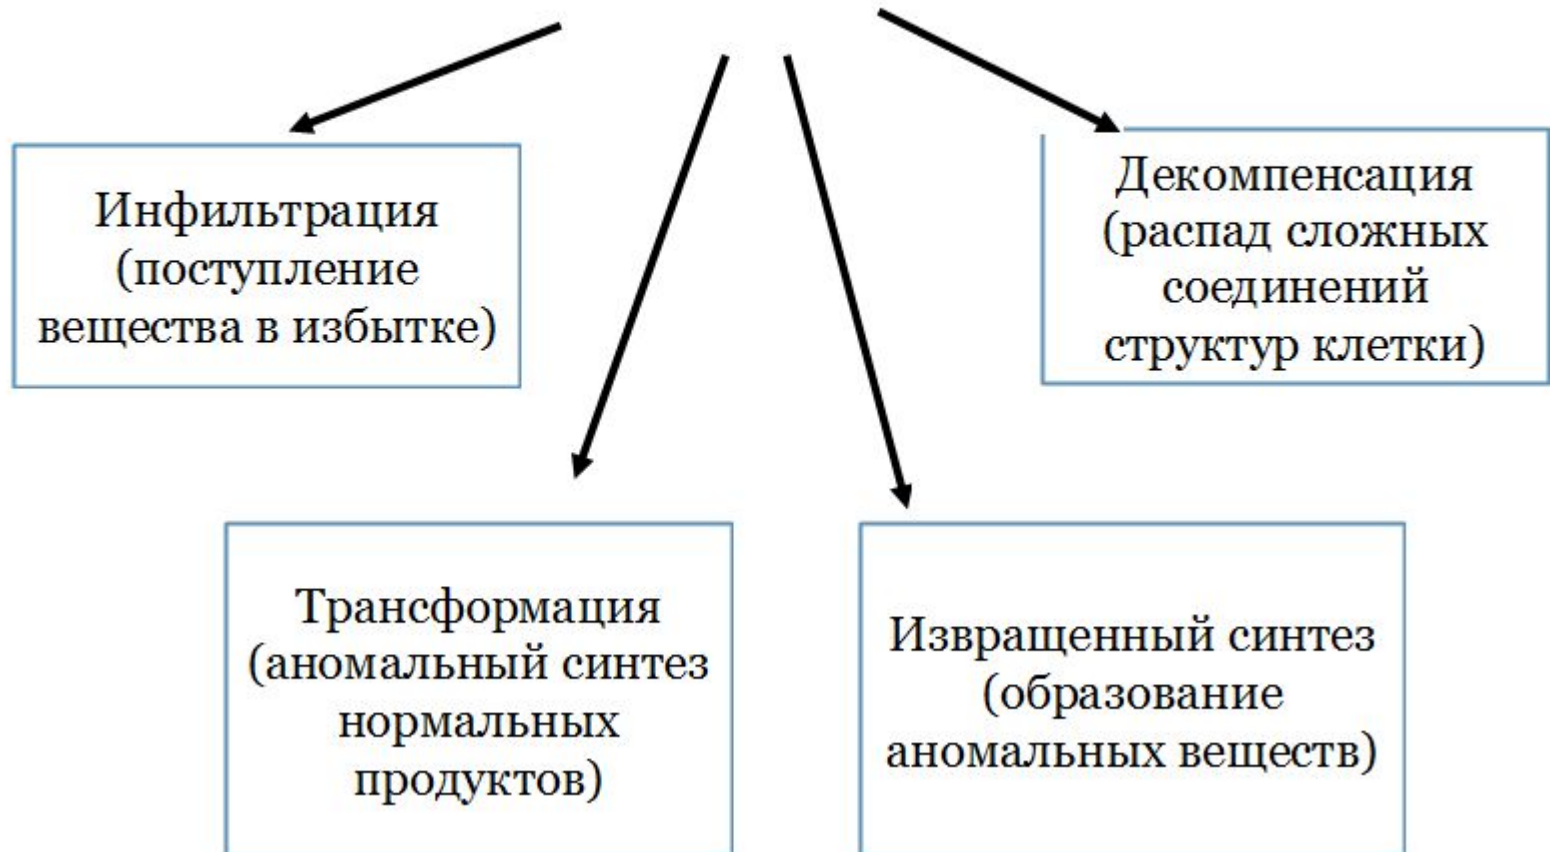 Инфильтрация
(поступление
вещества в избытке)
Декомпенсация
(распад сложных
соединений
структур клетки)
Трансформация
(аномальный синтез
нормальных
продуктов)
Извращенный синтез
(образование
аномальных веществ)